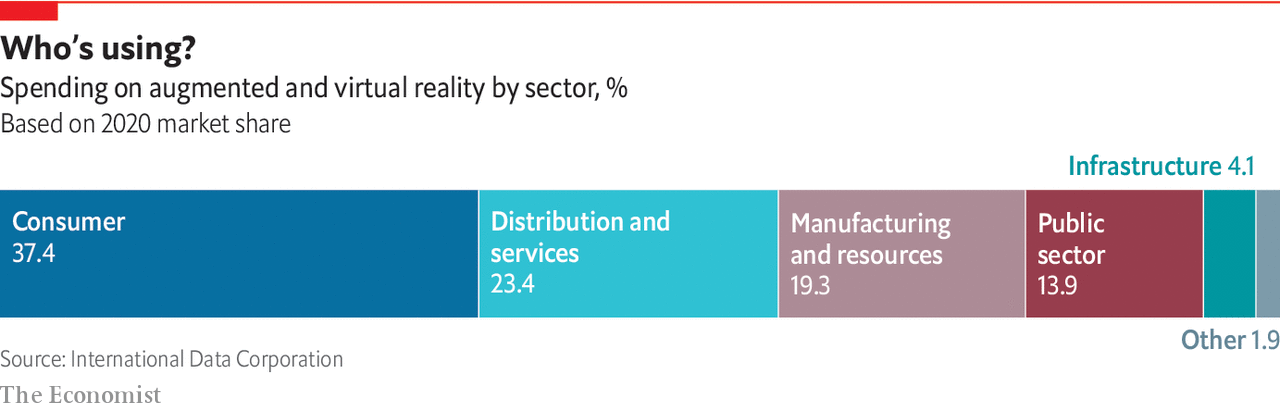 Who’s using?
Spending on augmented and virtual reality by sector, %
Based on 2020 market share
Infrastructure 4.1
Consumer
37.4
Distribution and
services
23.4
Manufacturing
and resources
19.3
Public
sector
13.9
Other 1.9
Source: International Data Corporation
The Economist